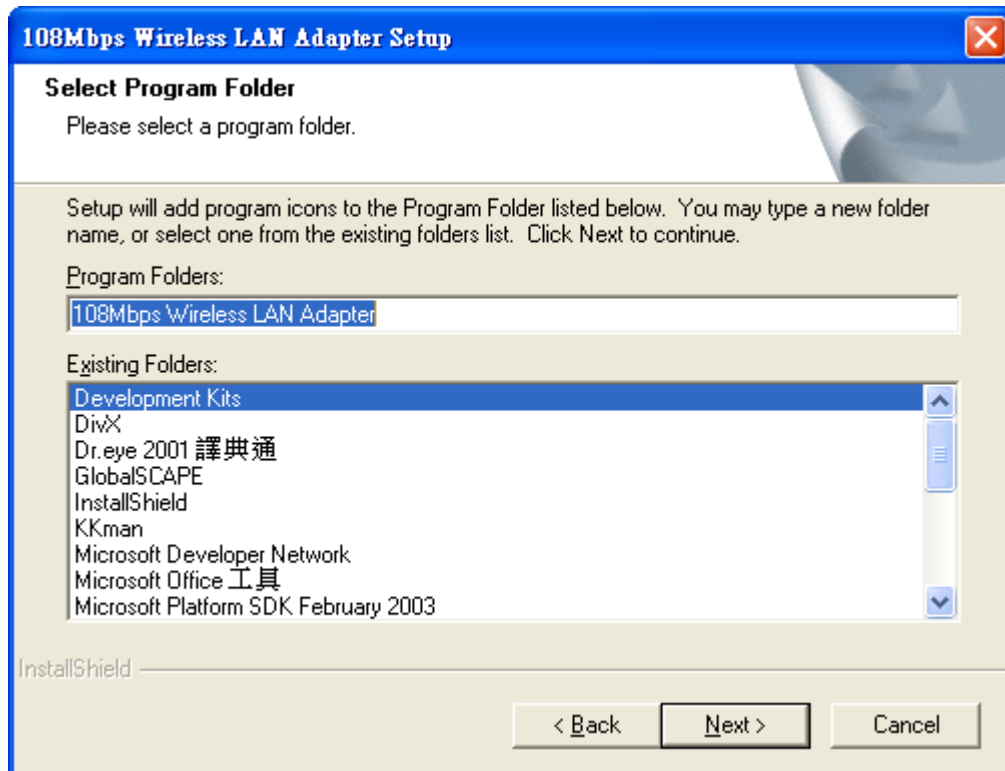 108Mbps Wireless LAN Adapter Setup
Select Program Folder
Please select a program folder.
Setup will add program icons to the Program Folder listed below.  You may type a new folder
name, or select one from the existing folders list.  Click Next to continue.
Program Folders:
108Mbps Wireless LAN Adapter
Existing Folders:
Development Kits
DivX
Dr.eye 2001 譯典通
GlobalSCAPE
InstallShield
KKman
Microsoft Developer Network
Microsoft Office 工具
Microsoft Platform SDK February 2003
InstallShield
< Back
Next >
Cancel